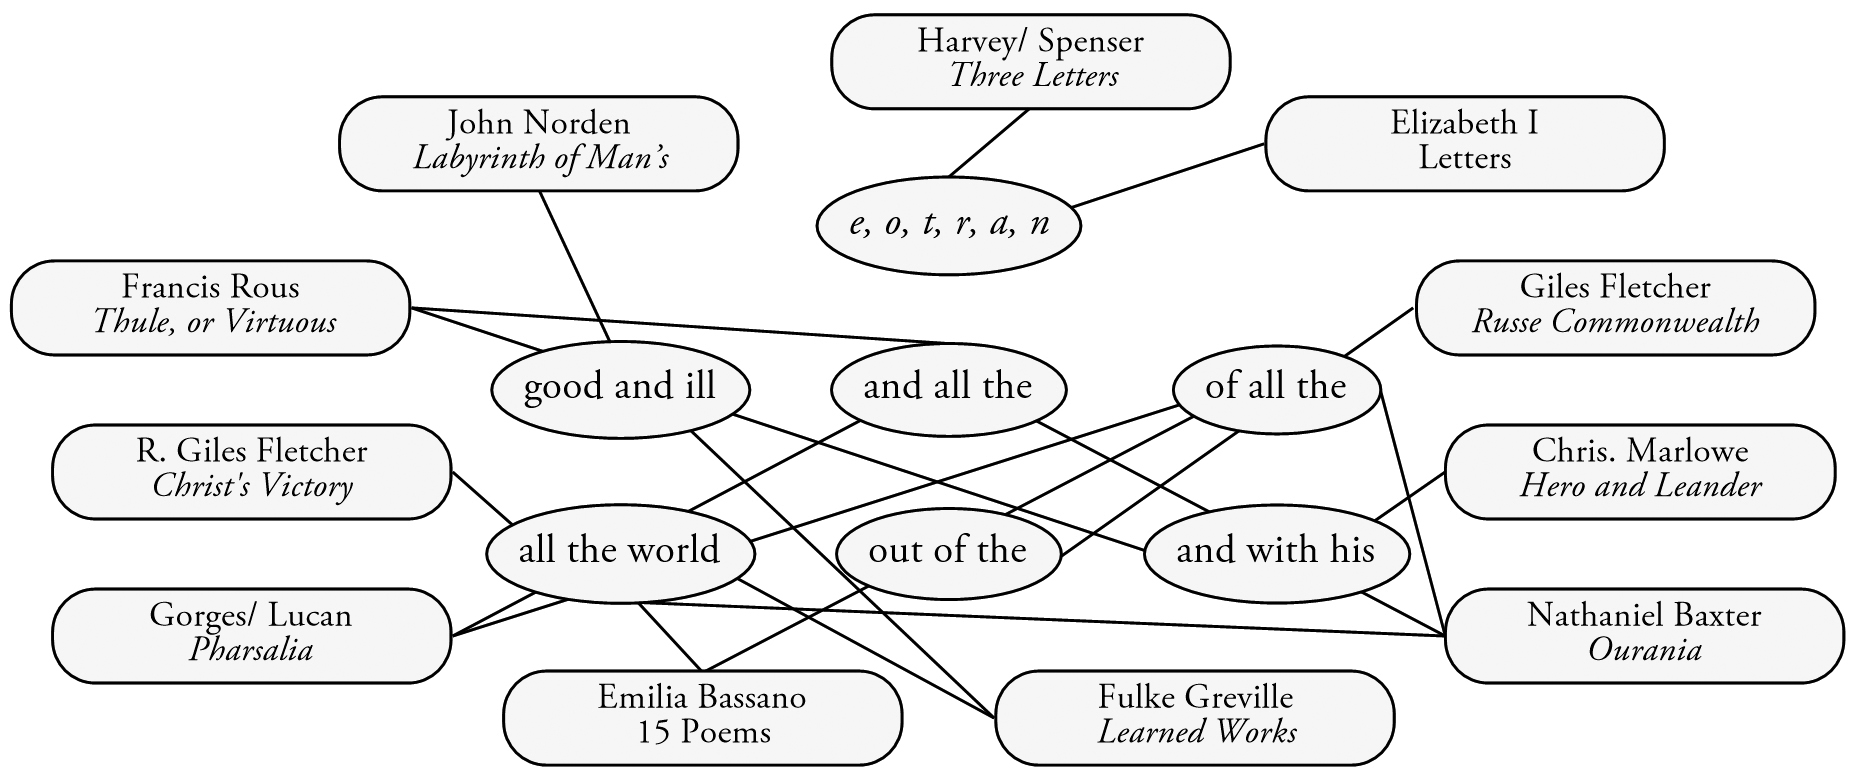 Harvey/ Spenser
Three Letters
John Norden
Labyrinth of Man’s
Elizabeth I
Letters
e, o, t, r, a, n
Francis Rous
Thule, or Virtuous
Giles Fletcher
Russe Commonwealth
good and ill
and all the
of all the
R. Giles Fletcher
Christ's Victory
Chris. Marlowe
Hero and Leander
all the world
out of the
and with his
Gorges/ Lucan
Pharsalia
Nathaniel Baxter
Ourania
Emilia Bassano
15 Poems
Fulke Greville
Learned Works